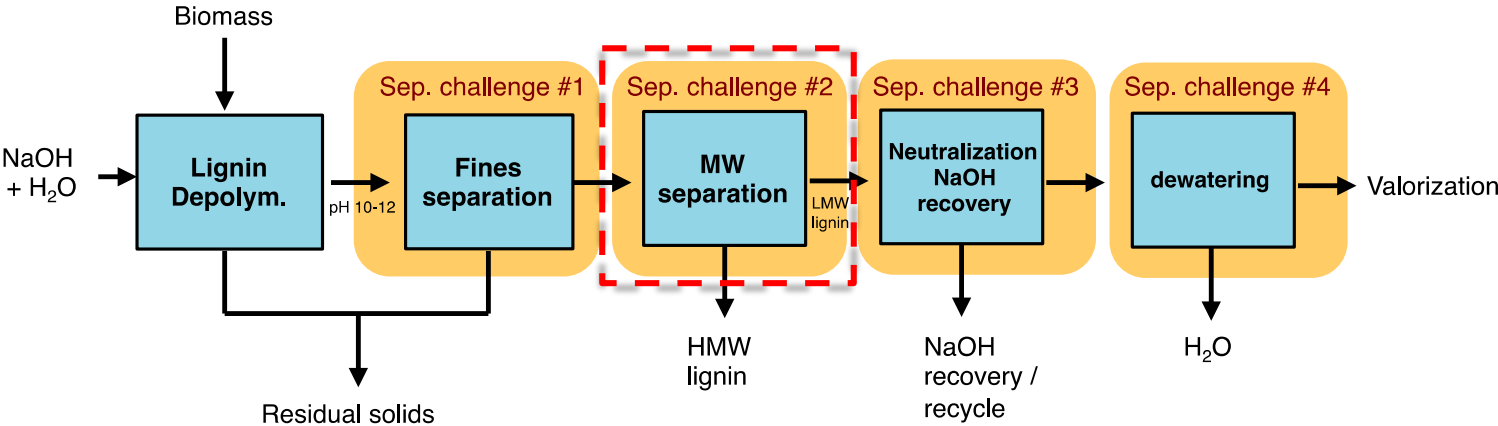 Biomass
Sep. challenge #1
Sep. challenge #2
Sep. challenge #3
Sep. challenge #4
NaOH
+ H₂O
Lignin
Depolym.
pH 10-12
Fines
separation
MW
separation
LMW
lignin
Neutralization
NaOH
recovery
dewatering
Valorization
HMW
lignin
NaOH
recovery /
recycle
H₂O
Residual solids